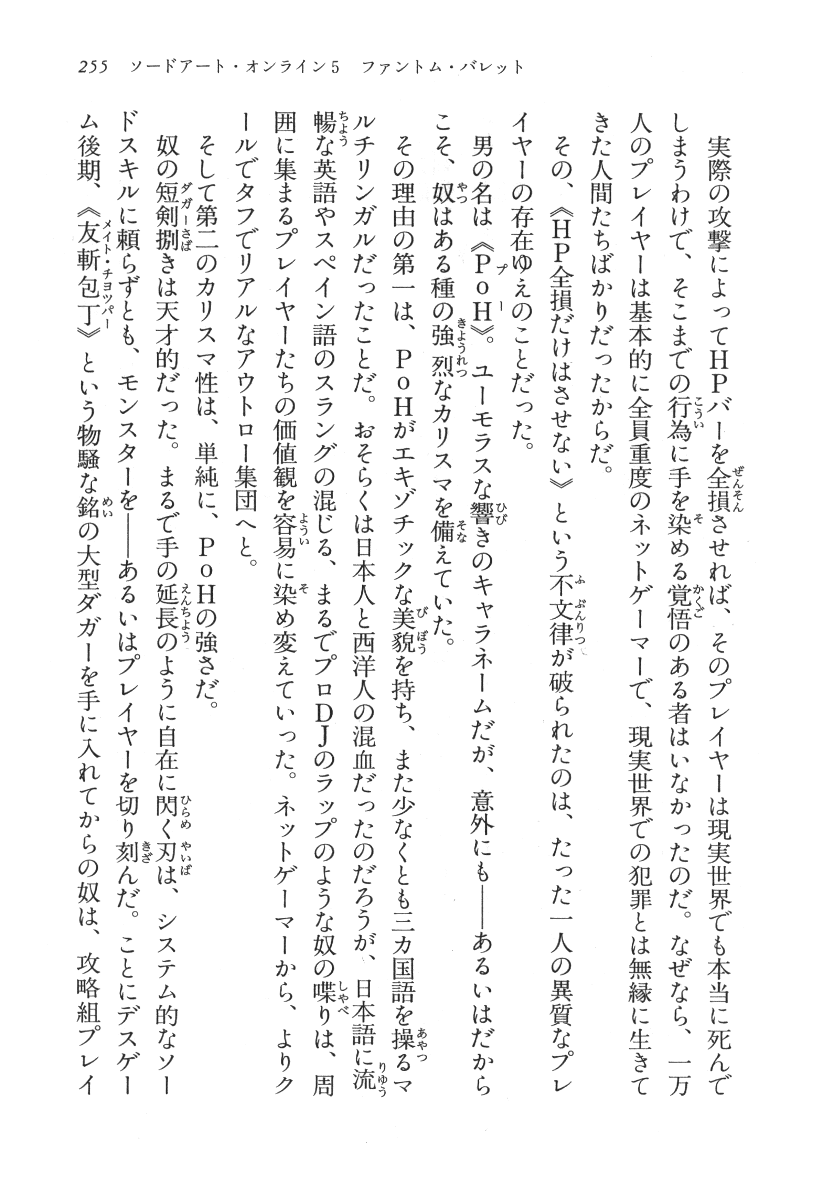 255　ソードアート・オンライン5　ファントム・バレット
　実際の攻撃によってHPバーを全損させれば、そのプレイヤーは現実世界でも本当に死んで
しまうわけで、そこまでの行為に手を染める覚悟のある者はいなかったのだ。なぜなら、一万
人のプレイヤーは基本的に全員重度のネットゲーマーで、現実世界での犯罪とは無縁に生きて
きた人間たちばかりだったからだ。
　その、《HP全損だけはさせない》という不文律が破られたのは、たった一人の異質なプレ
イヤーの存在ゆえのことだった。
　男の名は《PoH》。ユーモラスな響きのキャラネームだが、意外にも――あるいはだから
こそ、奴はある種の強烈なカリスマを備えていた。
　その理由の第一は、PoHがエキゾチックな美貌を持ち、また少なくとも三カ国語を操るマ
ルチリンガルだったことだ。おそらくは日本人と西洋人の混血だったのだろうが、日本語に流
暢な英語やスペイン語のスラングの混じる、まるでプロDJのラップのような奴の喋りは、周
囲に集まるプレイヤーたちの価値観を容易に染め変えていった。ネットゲーマーから、よりク
ールでタフでリアルなアウトロー集団へと。
　そして第二のカリスマ性は、単純に、PoHの強さだ。
　奴の短剣捌きは天才的だった。まるで手の延長のように自在に閃く刃は、システム的なソー
ドスキルに頼らずとも、モンスターを――あるいはプレイヤーを切り刻んだ。ことにデスゲー
ム後期、《友斬包丁》という物騒な銘の大型ダガーを手に入れてからの奴は、攻略組プレイ